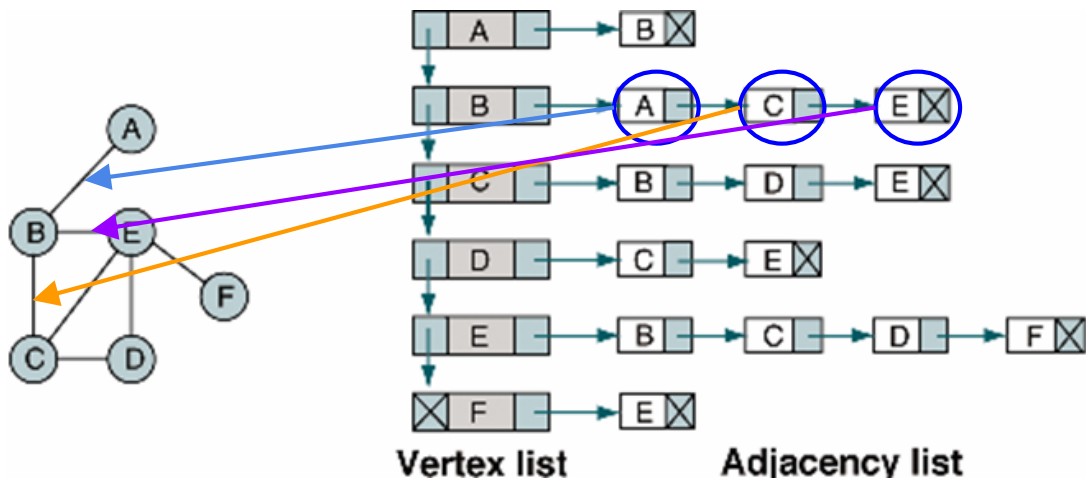 A B
B A C E
C B D E
D C E
E B C D F
F E
A
B E
F
C D
Vertex list Adjacency list